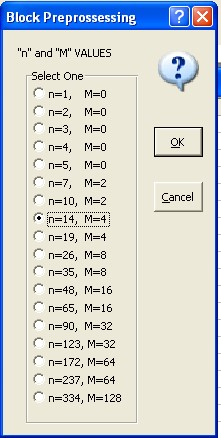 Block Preprossessing
"n" and "M" VALUES
Select One
n=1, M=0
n=2, M=0
n=3, M=0
n=4, M=0
n=5, M=0
n=7, M=2
n=10, M=2
n=14, M=4
n=19, M=4
n=26, M=8
n=35, M=8
n=48, M=16
n=65, M=16
n=90, M=32
n=123, M=32
n=172, M=64
n=237, M=64
n=334, M=128
OK
Cancel